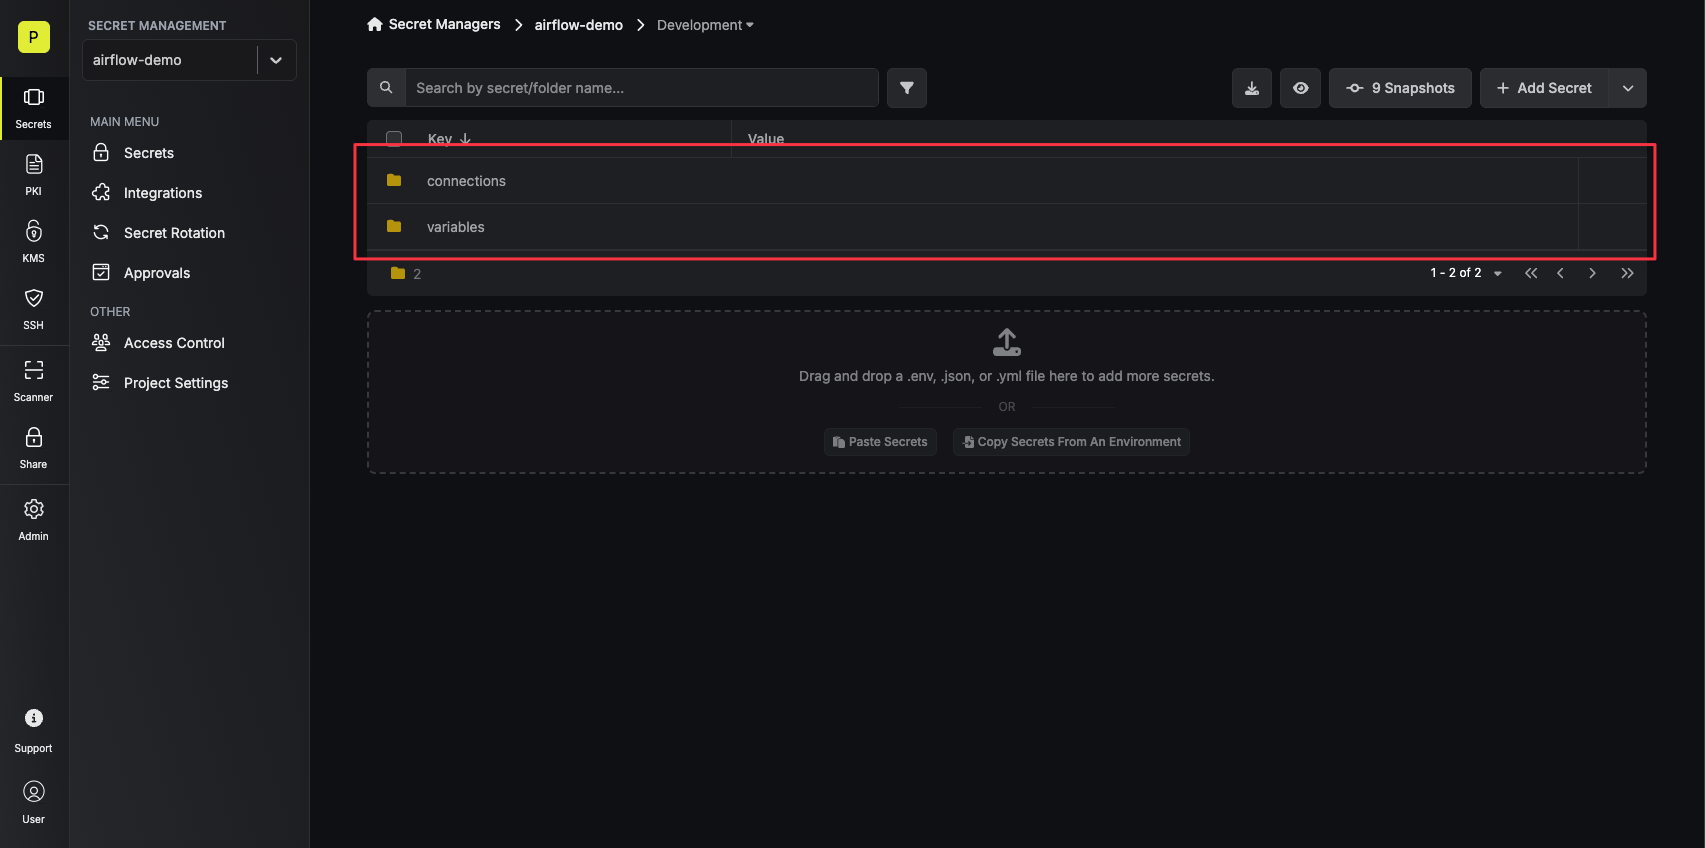 P
Secrets
PKI
KMS
SSH
Scanner
Share
Admin
Support
User
SECRET MANAGEMENT
airflow-demo
MAIN MENU
Secrets
Integrations
Secret Rotation
Approvals
OTHER
Access Control
Project Settings
Secret Managers airflow-demo Development
Search by secret/folder name...
9 Snapshots
Add Secret
Key Value
connections
variables
2
1 - 2 of 2
Drag and drop a .env, .json, or .yml file here to add more secrets.
OR
Paste Secrets
Copy Secrets From An Environment